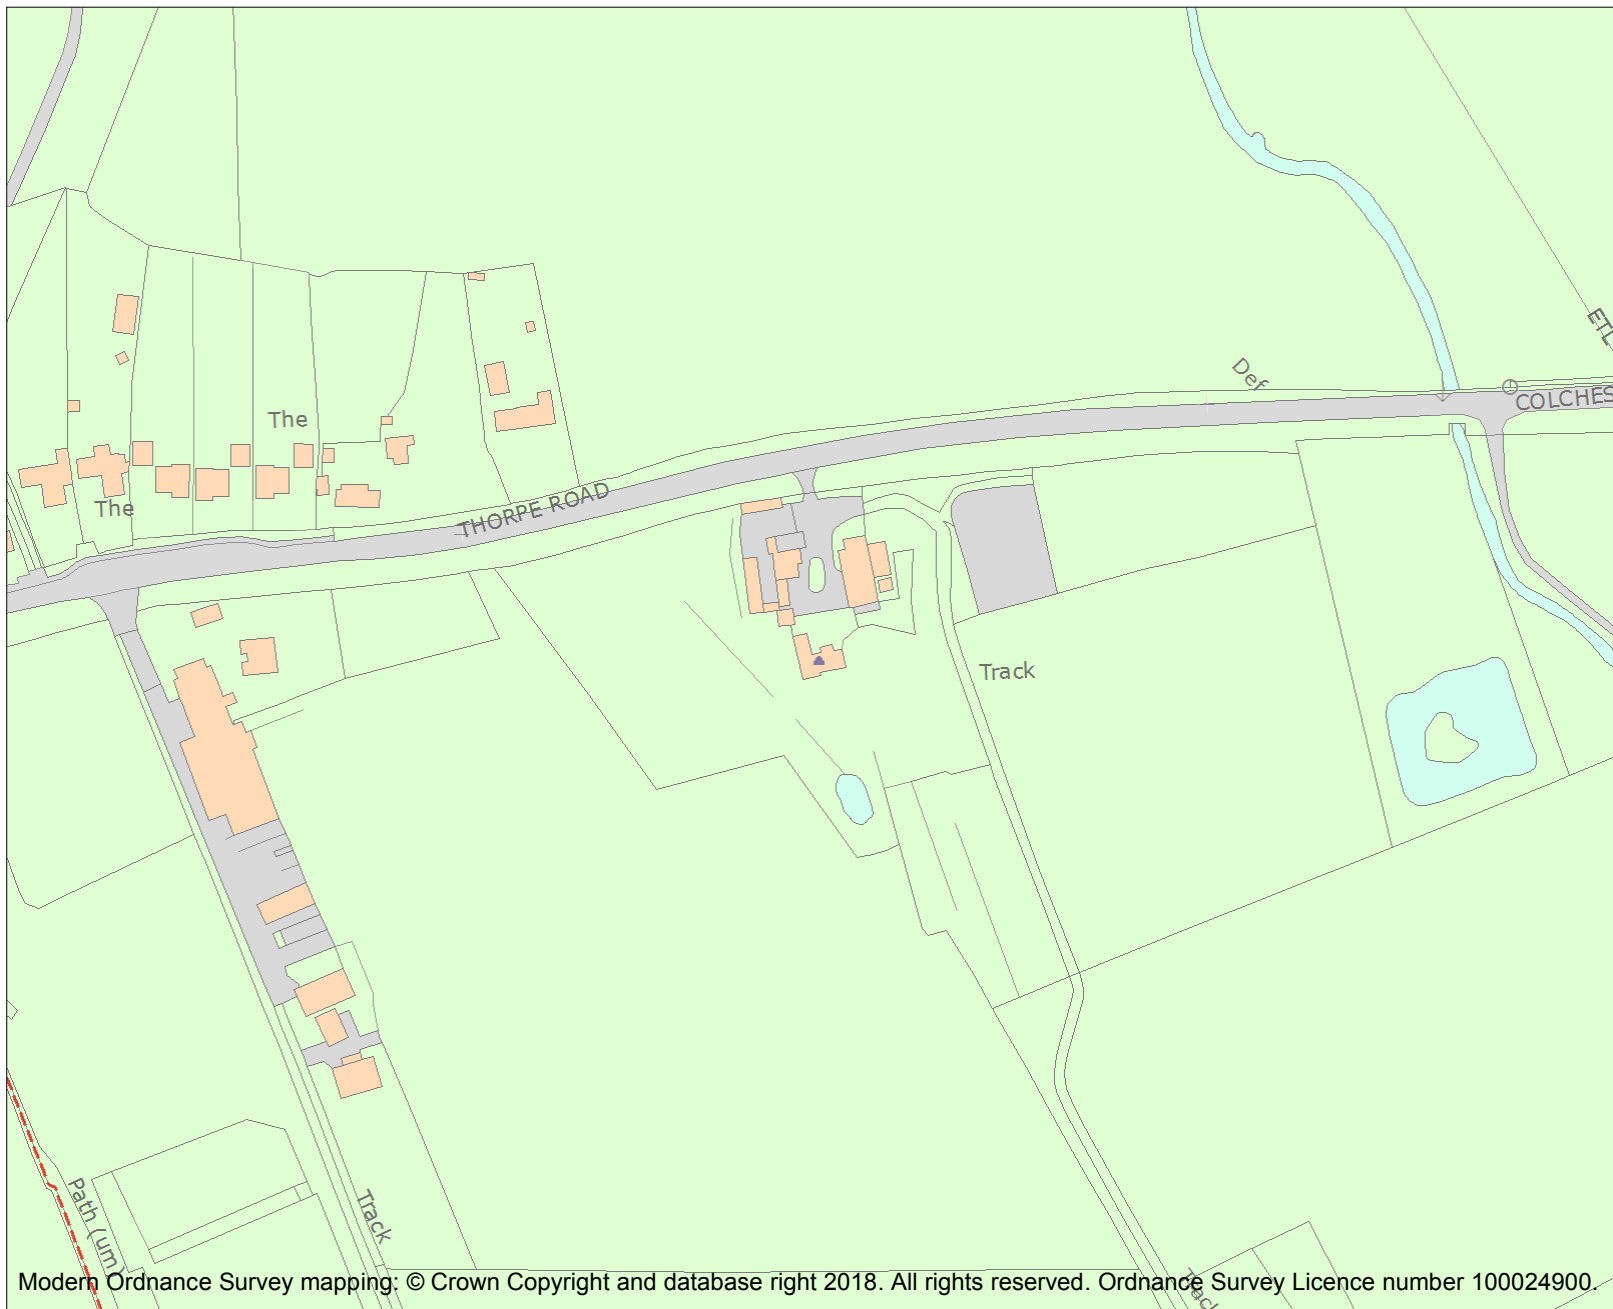 ETL
Def
COLCHES
The
THORPE ROAD
The
Track
Path (um)
Track
Track
Modern Ordnance Survey mapping: © Crown Copyright and database right 2018. All rights reserved. Ordnance Survey Licence number 100024900.